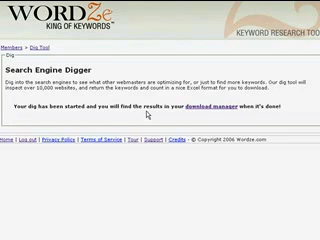 WORDZe
KING OF KEYWORDS™
KEYWORD RESEARCH TOO
Members > Dig Tool
Dig
Search Engine Digger
Dig into the search engines to see what other webmasters are optimizing for, or just to find more keywords. Our dig tool will
inspect over 10,000 websites, and return the keywords and count in a nice Excel format for you to download.
Your dig has been started and you will find the results in your download manager when it's done!
Home | Log out | Privacy Policy | Terms of Service | Tour | Support | Credits - © Copyright 2006 Wordze.com